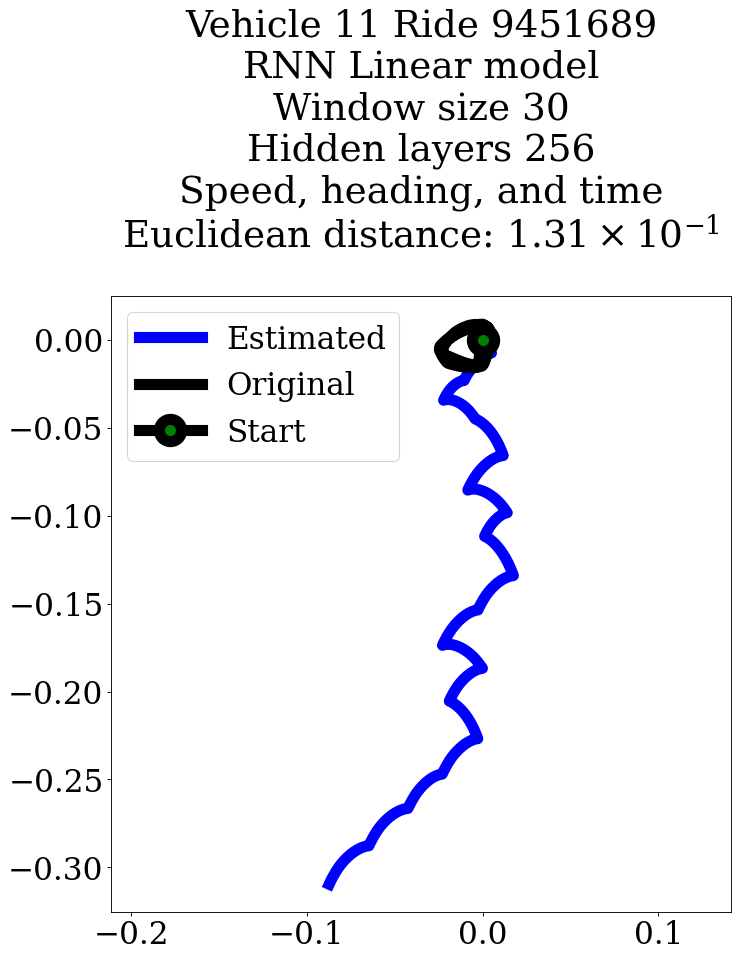 Vehicle 11 Ride 9451689
RNN Linear model
Window size 30
Hidden layers 256
Speed, heading, and time
Euclidean distance: 1.31 × 10⁻¹
Estimated
Original
Start
0.00
−0.05
−0.10
−0.15
−0.20
−0.25
−0.30
−0.2
−0.1
0.0
0.1